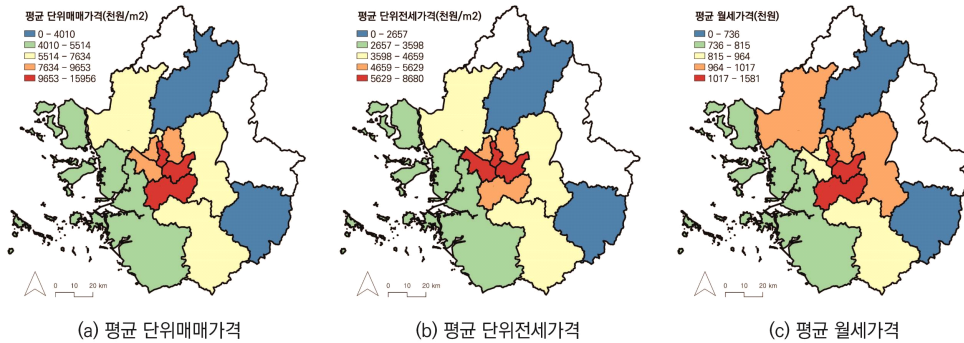 평균 단위매매가격(천원/m2)
0 - 4010
4010 - 5514
5514 - 7634
7634 - 9653
9653 - 15956
0 10 20 km
(a) 평균 단위매매가격
평균 단위전세가격(천원/m2)
0 - 2657
2657 - 3598
3598 - 4659
4659 - 5629
5629 - 8680
0 10 20 km
(b) 평균 단위전세가격
평균 월세가격(천원)
0 - 736
736 - 815
815 - 964
964 - 1017
1017 - 1581
0 10 20 km
(c) 평균 월세가격